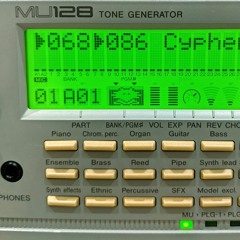 MU128 TONE GENERATOR
068 086 Cypher
01 A01
PART BANK/PGM# VOL EXP PAN REV CHO
Piano Chrom. perc. Organ Guitar Bass
Ensemble Brass Reed Pipe Synth lead
PHONES
Synth effects Ethnic Percussive SFX Model excl.
MU PLG-1 PLG